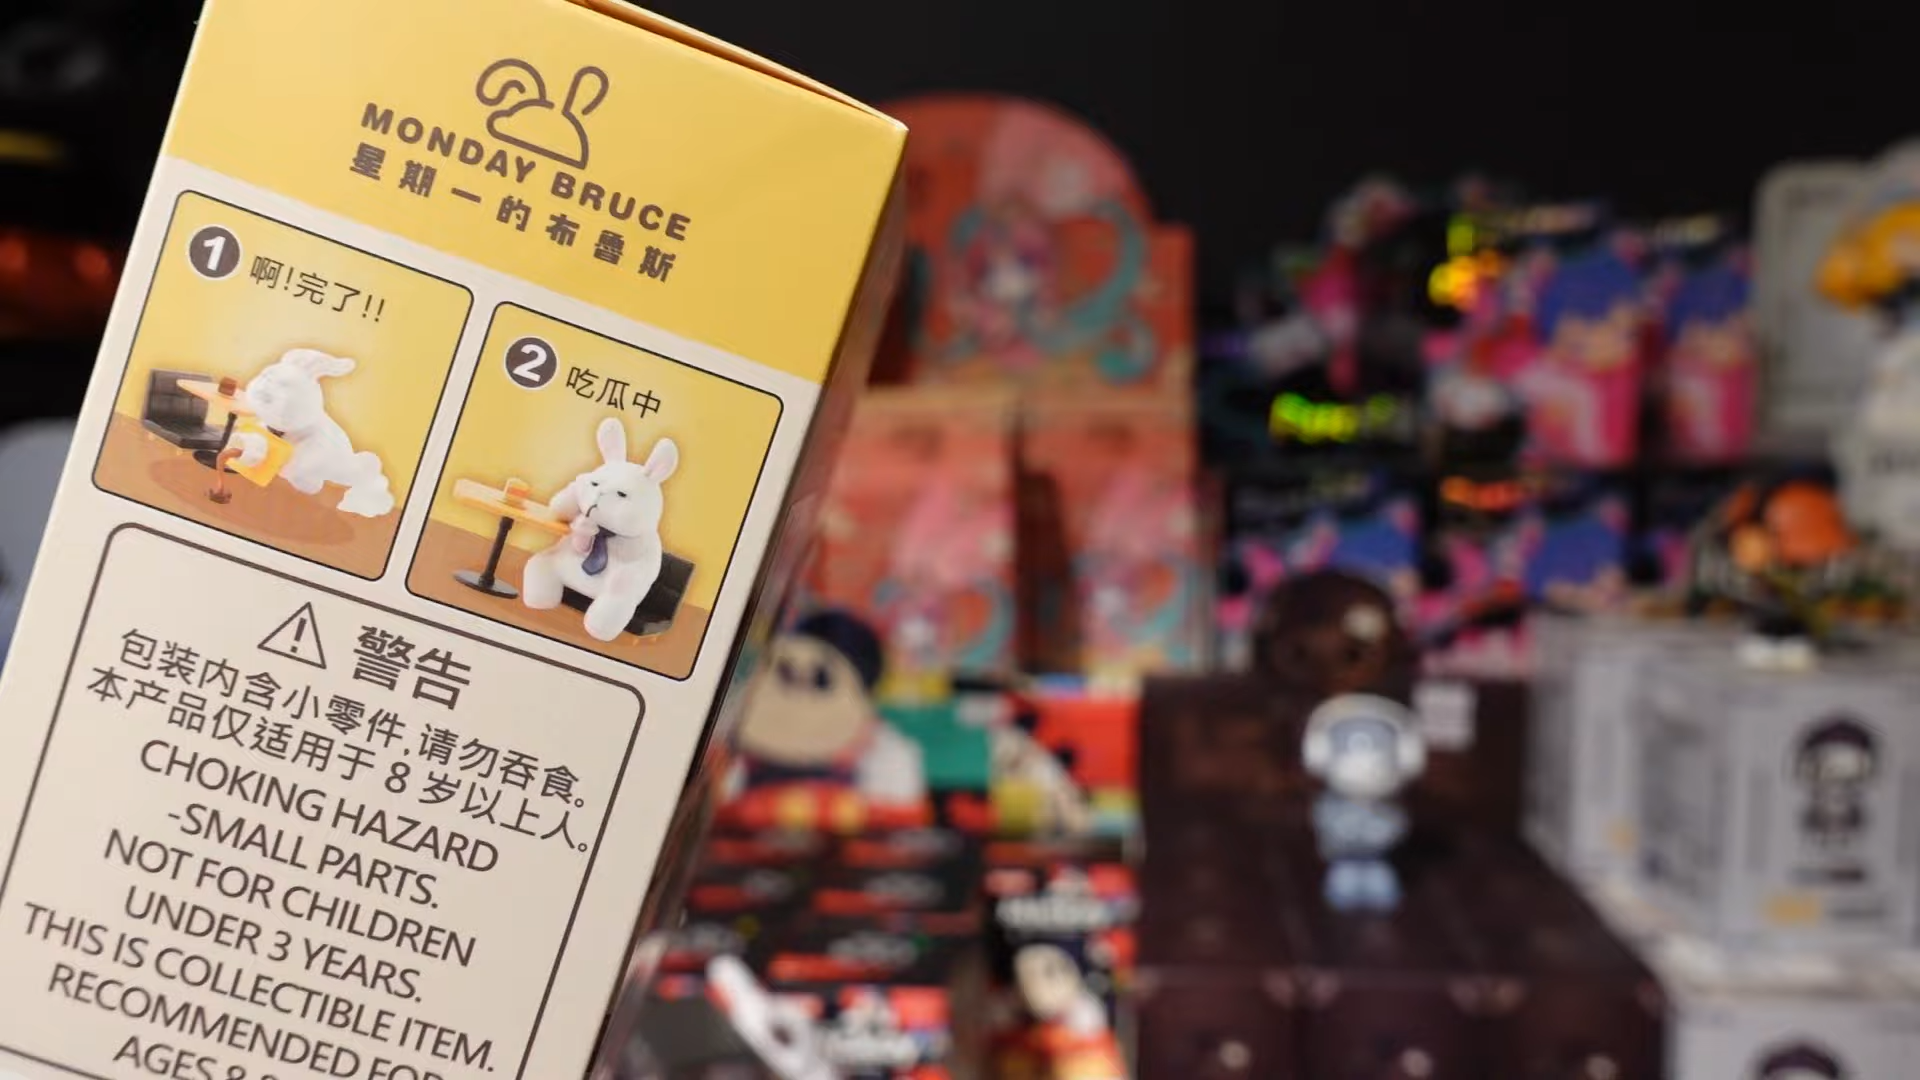 MONDAY BRUCE
星期一的布魯斯
1 啊!完了!!
2 吃瓜中
警告
包装内含小零件,请勿吞食。
本产品仅适用于 8 岁以上人。
CHOKING HAZARD
-SMALL PARTS.
NOT FOR CHILDREN
UNDER 3 YEARS.
THIS IS COLLECTIBLE ITEM.
RECOMMENDED FOR
AGES 8